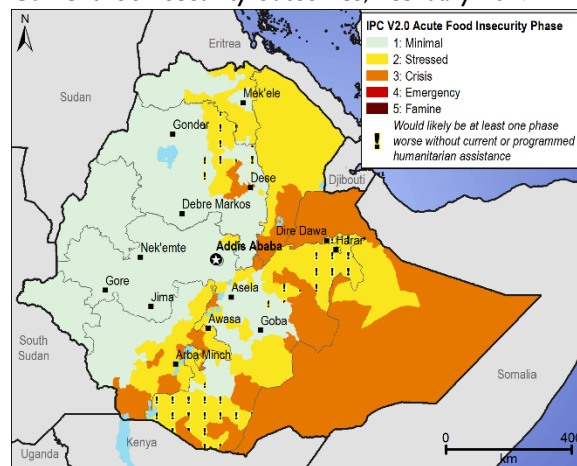 N
IPC V2.0 Acute Food Insecurity Phase
1: Minimal
2: Stressed
3: Crisis
4: Emergency
5: Famine
! Would likely be at least one phase
worse without current or programmed
humanitarian assistance
Eritrea
Sudan
Mek'ele
Gonder
Dese
Djibouti
Debre Markos
Dire Dawa
Harar
Nek'emte
Addis Ababa
Gore
Asela
Jima
Awasa
Goba
South
Sudan
Arba Minch
Somalia
Uganda
Kenya
0 400
km